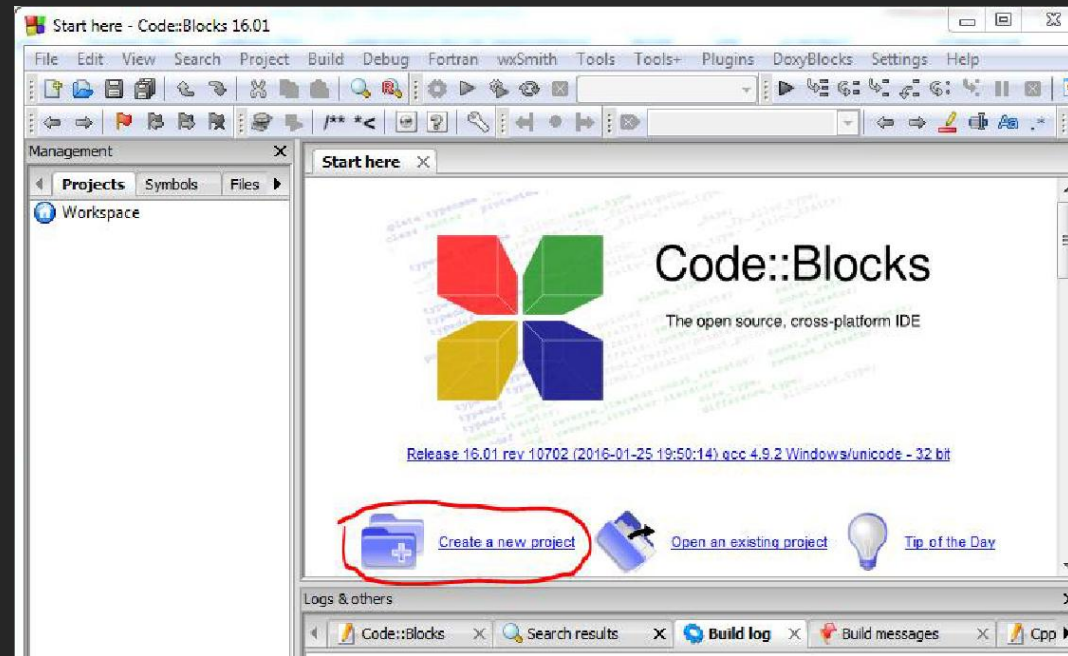 Start here - Code::Blocks 16.01
File Edit View Search Project Build Debug Fortran wxSmith Tools Tools+ Plugins DoxyBlocks Settings Help
/** *<
Management
Start here
Projects Symbols Files
Workspace
Code::Blocks
The open source, cross-platform IDE
Release 16.01 rev 10702 (2016-01-25 19:50:14) gcc 4.9.2 Windows/unicode - 32 bit
Create a new project Open an existing project Tip of the Day
Logs & others
Code::Blocks Search results Build log Build messages Cpp